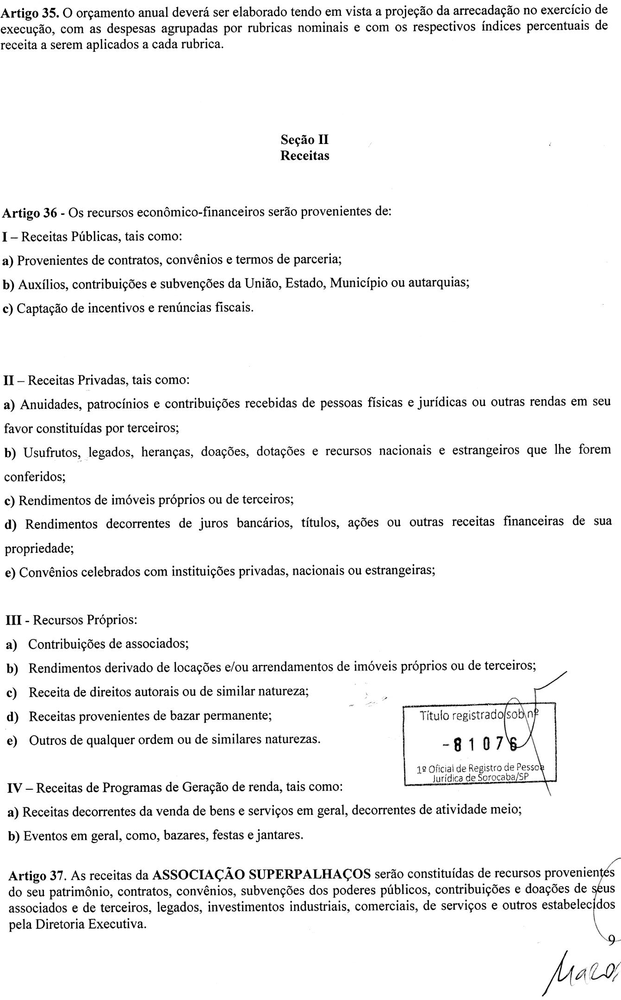 Artigo 35. O orçamento anual deverá ser elaborado tendo em vista a projeção da arrecadação no exercício de
execução, com as despesas agrupadas por rubricas nominais e com os respectivos índices percentuais de
receita a serem aplicados a cada rubrica.
Seção II
Receitas
Artigo 36 - Os recursos econômico-financeiros serão provenientes de:
I – Receitas Públicas, tais como:
a) Provenientes de contratos, convênios e termos de parceria;
b) Auxílios, contribuições e subvenções da União, Estado, Município ou autarquias;
c) Captação de incentivos e renúncias fiscais.
II – Receitas Privadas, tais como:
a) Anuidades, patrocínios e contribuições recebidas de pessoas físicas e jurídicas ou outras rendas em seu
favor constituídas por terceiros;
b) Usufrutos, legados, heranças, doações, dotações e recursos nacionais e estrangeiros que lhe forem
conferidos;
c) Rendimentos de imóveis próprios ou de terceiros;
d) Rendimentos decorrentes de juros bancários, títulos, ações ou outras receitas financeiras de sua
propriedade;
e) Convênios celebrados com instituições privadas, nacionais ou estrangeiras;
III - Recursos Próprios:
a) Contribuições de associados;
b) Rendimentos derivado de locações e/ou arrendamentos de imóveis próprios ou de terceiros;
c) Receita de direitos autorais ou de similar natureza;
d) Receitas provenientes de bazar permanente;
e) Outros de qualquer ordem ou de similares naturezas.
Título registrado sob nº
- 8 1 0 7 6
1º Oficial de Registro de Pessoa
Jurídica de Sorocaba/SP
IV – Receitas de Programas de Geração de renda, tais como:
a) Receitas decorrentes da venda de bens e serviços em geral, decorrentes de atividade meio;
b) Eventos em geral, como, bazares, festas e jantares.
Artigo 37. As receitas da ASSOCIAÇÃO SUPERPALHAÇOS serão constituídas de recursos provenientes
do seu patrimônio, contratos, convênios, subvenções dos poderes públicos, contribuições e doações de seus
associados e de terceiros, legados, investimentos industriais, comerciais, de serviços e outros estabelecidos
pela Diretoria Executiva.
9